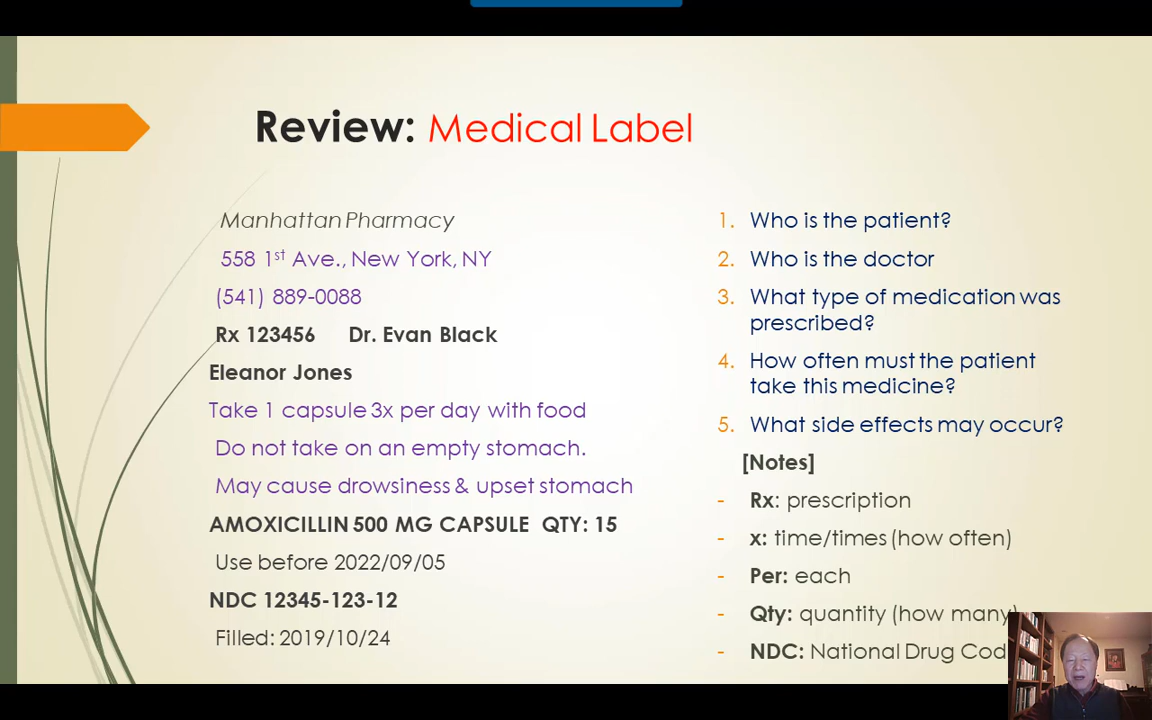 Review: Medical Label
Manhattan Pharmacy
558 1st Ave., New York, NY
(541) 889-0088
Rx 123456 Dr. Evan Black
Eleanor Jones
Take 1 capsule 3x per day with food
Do not take on an empty stomach.
May cause drowsiness & upset stomach
AMOXICILLIN 500 MG CAPSULE QTY: 15
Use before 2022/09/05
NDC 12345-123-12
Filled: 2019/10/24
1. Who is the patient?
2. Who is the doctor
3. What type of medication was
prescribed?
4. How often must the patient
take this medicine?
5. What side effects may occur?
[Notes]
- Rx: prescription
- x: time/times (how often)
- Per: each
- Qty: quantity (how many)
- NDC: National Drug Cod